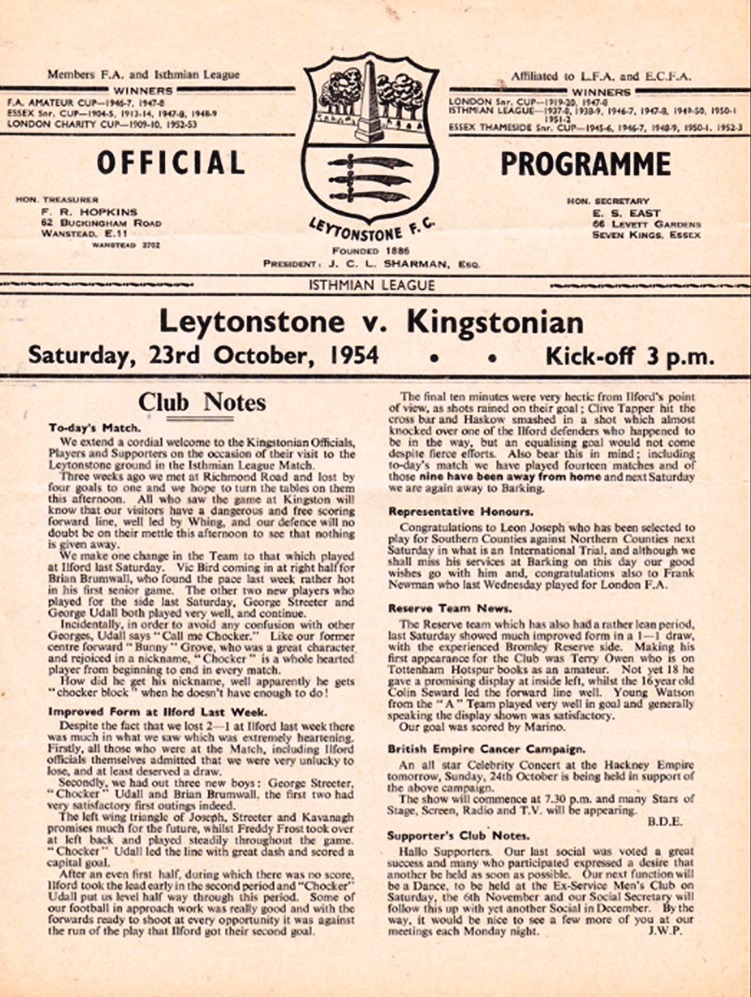 Members F.A. and Isthmian League
WINNERS
F.A. AMATEUR CUP—1946-7, 1947-8
ESSEX Snr. CUP—1904-5, 1913-14, 1947-8, 1948-9
LONDON CHARITY CUP—1909-10, 1952-53
Affiliated to L.F.A. and E.C.F.A.
WINNERS
LONDON Snr. CUP—1919-20, 1947-8
ISTHMIAN LEAGUE—1937-8, 1938-9, 1946-7, 1947-8, 1949-50, 1950-1
1951-2
ESSEX THAMESIDE Snr. CUP—1945-6, 1946-7, 1948-9, 1950-1, 1952-3
OFFICIAL PROGRAMME
HON. TREASURER
F. R. HOPKINS
62 BUCKINGHAM ROAD
WANSTEAD, E.11
WANSTEAD 3702
LEYTONSTONE F.C.
FOUNDED 1886
PRESIDENT: J. C. L. SHARMAN, ESQ.
HON. SECRETARY
E. S. EAST
66 LEVETT GARDENS
SEVEN KINGS, ESSEX
ISTHMIAN LEAGUE
Leytonstone v. Kingstonian
Saturday, 23rd October, 1954 • • Kick-off 3 p.m.
Club Notes
To-day's Match.
We extend a cordial welcome to the Kingstonian Officials,
Players and Supporters on the occasion of their visit to the
Leytonstone ground in the Isthmian League Match.
Three weeks ago we met at Richmond Road and lost by
four goals to one and we hope to turn the tables on them
this afternoon. All who saw the game at Kingston will
know that our visitors have a dangerous and free scoring
forward line, well led by Whing, and our defence will no
doubt be on their mettle this afternoon to see that nothing
is given away.
We make one change in the Team to that which played
at Ilford last Saturday. Vic Bird coming in at right half for
Brian Brumwall, who found the pace last week rather hot
in his first senior game. The other two new players who
played for the side last Saturday, George Streeter and
George Udall both played very well, and continue.
Incidentally, in order to avoid any confusion with other
Georges, Udall says "Call me Chocker." Like our former
centre forward "Bunny" Grove, who was a great character
and rejoiced in a nickname, "Chocker" is a whole hearted
player from beginning to end in every match.
How did he get his nickname, well apparently he gets
"chocker block" when he doesn't have enough to do!
Improved Form at Ilford Last Week.
Despite the fact that we lost 2—1 at Ilford last week there
was much in what we saw which was extremely heartening.
Firstly, all those who were at the Match, including Ilford
officials themselves admitted that we were very unlucky to
lose, and at least deserved a draw.
Secondly, we had out three new boys: George Streeter,
"Chocker" Udall and Brian Brumwall, the first two had
very satisfactory first outings indeed.
The left wing triangle of Joseph, Streeter and Kavanagh
promises much for the future, whilst Freddy Frost took over
at left back and played steadily throughout the game.
"Chocker" Udall led the line with great dash and scored a
capital goal.
After an even first half, during which there was no score,
Ilford took the lead early in the second period and "Chocker"
Udall put us level half way through this period. Some of
our football in approach work was really good and with the
forwards ready to shoot at every opportunity it was against
the run of the play that Ilford got their second goal.
The final ten minutes were very hectic from Ilford's point
of view, as shots rained on their goal; Clive Tapper hit the
cross bar and Haskow smashed in a shot which almost
knocked over one of the Ilford defenders who happened to
be in the way, but an equalising goal would not come
despite fierce efforts. Also bear this in mind; including
to-day's match we have played fourteen matches and of
those nine have been away from home and next Saturday
we are again away to Barking.
Representative Honours.
Congratulations to Leon Joseph who has been selected to
play for Southern Counties against Northern Counties next
Saturday in what is an International Trial, and although we
shall miss his services at Barking on this day our good
wishes go with him and, congratulations also to Frank
Newman who last Wednesday played for London F.A.
Reserve Team News.
The Reserve team which has also had a rather lean period,
last Saturday showed much improved form in a 1—1 draw,
with the experienced Bromley Reserve side. Making his
first appearance for the Club was Terry Owen who is on
Tottenham Hotspur books as an amateur. Not yet 18 he
gave a promising display at inside left, whilst the 16 year old
Colin Seward led the forward line well. Young Watson
from the "A" Team played very well in goal and generally
speaking the display shown was satisfactory.
Our goal was scored by Marino.
British Empire Cancer Campaign.
An all star Celebrity Concert at the Hackney Empire
tomorrow, Sunday, 24th October is being held in support of
the above campaign.
The show will commence at 7.30 p.m. and many Stars of
Stage, Screen, Radio and T.V. will be appearing.
B.D.E.
Supporter's Club Notes.
Hallo Supporters. Our last social was voted a great
success and many who participated expressed a desire that
another be held as soon as possible. Our next function will
be a Dance, to be held at the Ex-Service Men's Club on
Saturday, the 6th November and our Social Secretary will
follow this up with yet another Social in December. By the
way, it would be nice to see a few more of you at our
meetings each Monday night. J.W.P.